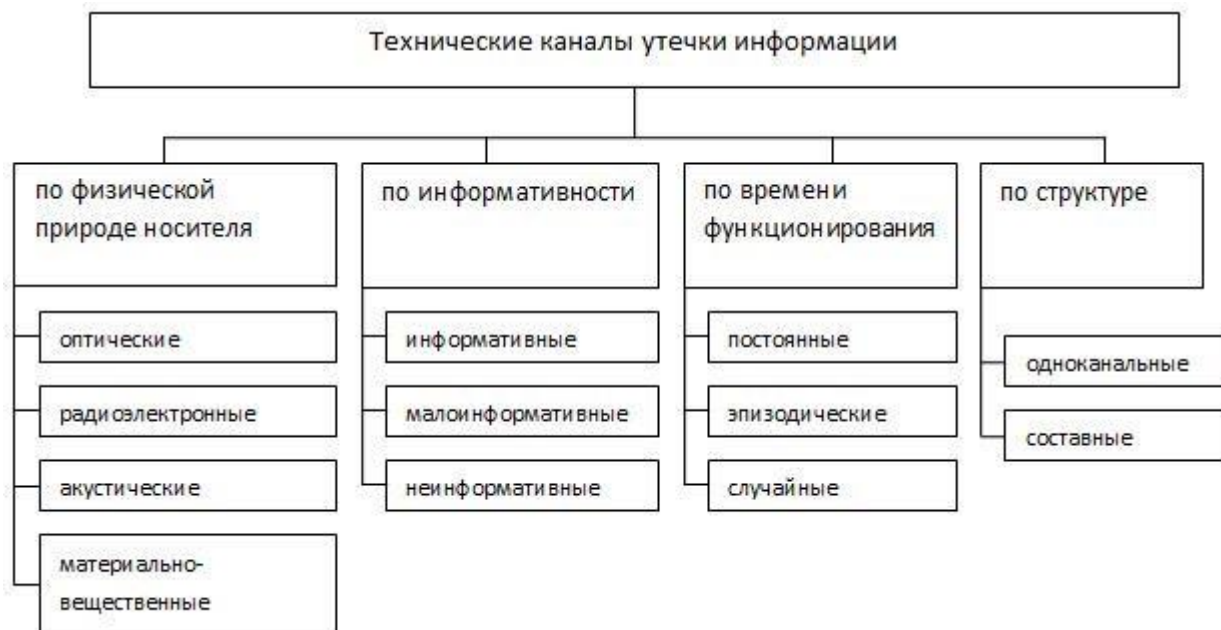 Технические каналы утечки информации
по физической
природе носителя
оптические
радиоэлектронные
акустические
материально-
вещественные
по информативности
информативные
малоинформативные
неинформативные
по времени
функционирования
постоянные
эпизодические
случайные
по структуре
одноканальные
составные